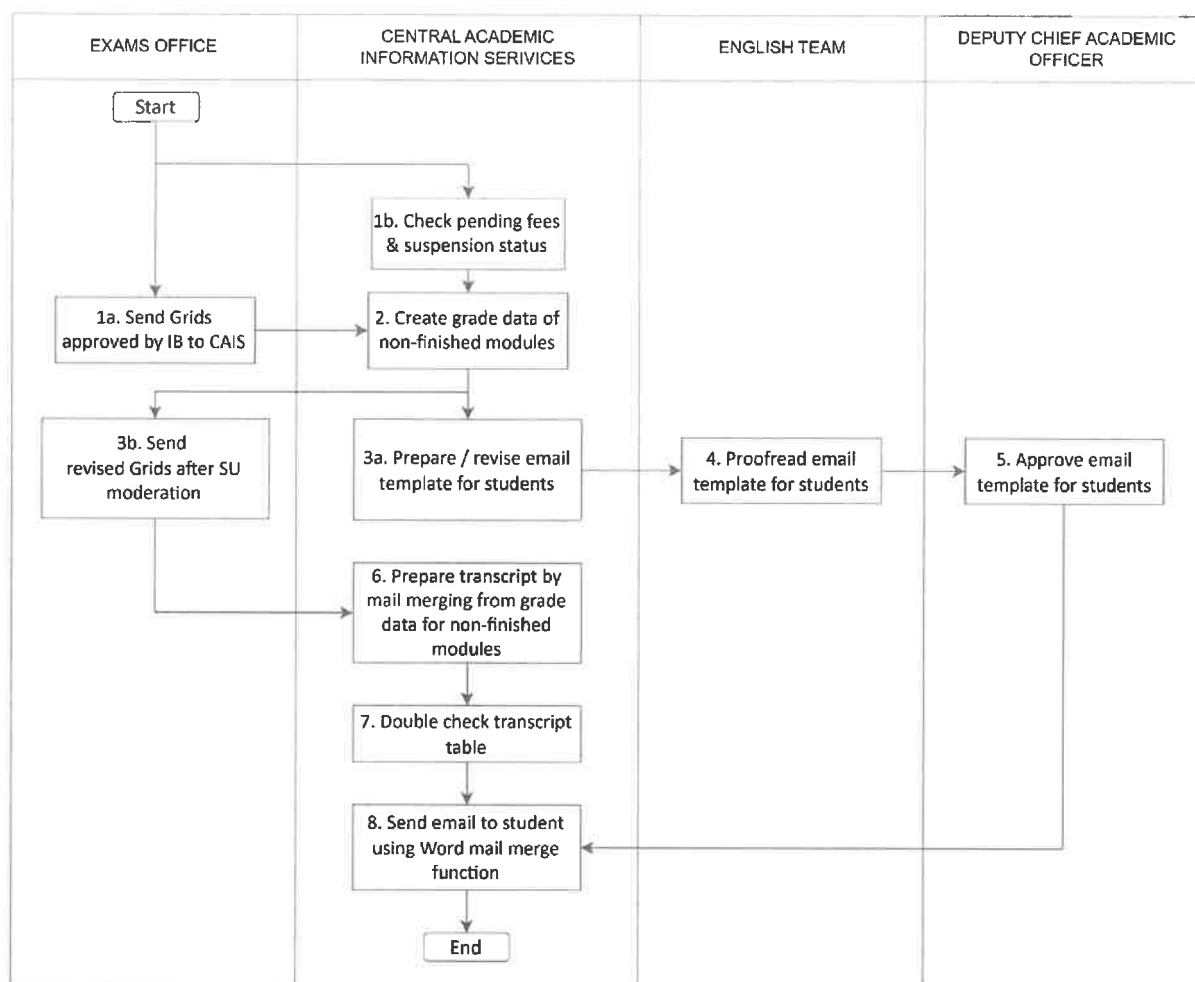 EXAMS OFFICE
CENTRAL ACADEMIC
INFORMATION SERIVICES
ENGLISH TEAM
DEPUTY CHIEF ACADEMIC
OFFICER
Start
1b. Check pending fees
& suspension status
1a. Send Grids
approved by IB to CAIS
2. Create grade data of
non-finished modules
3b. Send
revised Grids after SU
moderation
3a. Prepare / revise email
template for students
4. Proofread email
template for students
5. Approve email
template for students
6. Prepare transcript by
mail merging from grade
data for non-finished
modules
7. Double check transcript
table
8. Send email to student
using Word mail merge
function
End